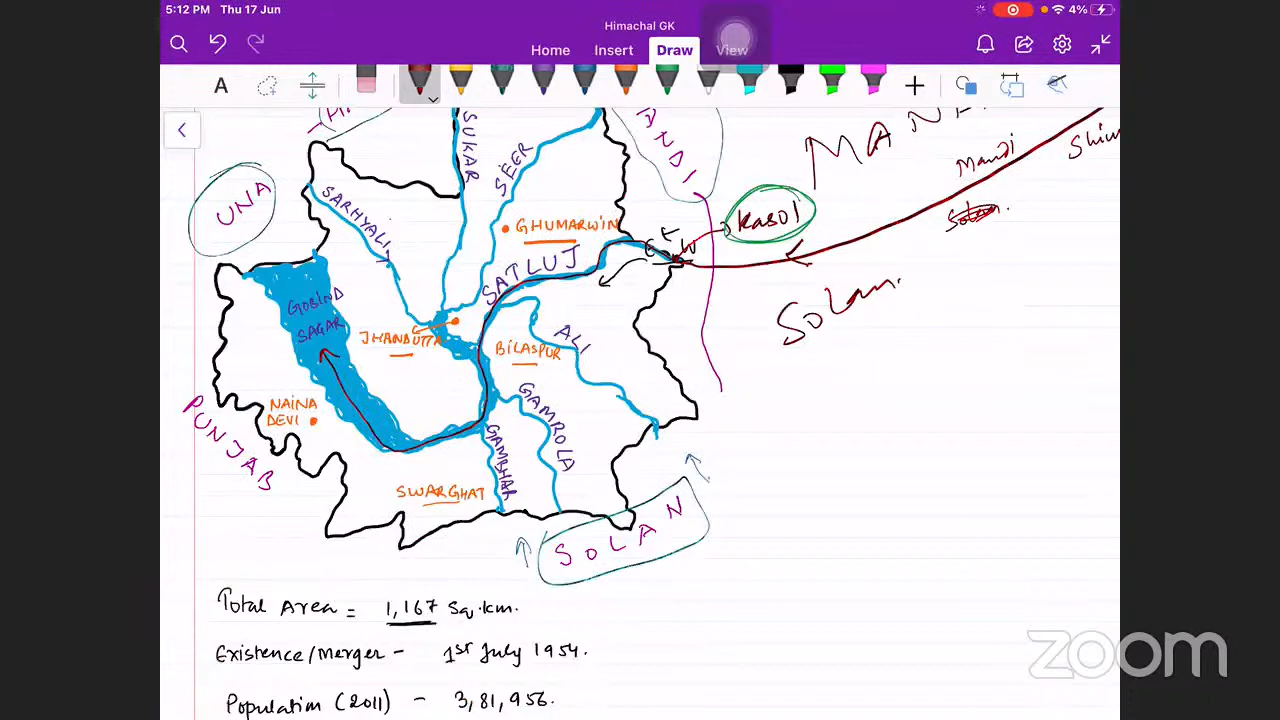 5:12 PM Thu 17 Jun
4%
Himachal GK
Home Insert Draw View
A
SUKAR
SEER
ANDI
Mandi
Shim
UNA
SARHYALI
GHUMARWIN
Kasol
SATLUJ
GOBIND
SAGAR
JHANDUTTA
BILASPUR
ALI
Solan.
NAINA
DEVI
PUNJAB
GAMROLA
GAMBHAR
SWARGHAT
SOLAN
Total Area = 1,167 Sq.km.
Existence/Merger - 1st July 1954.
Population (2011) - 3,81,956.
zoom